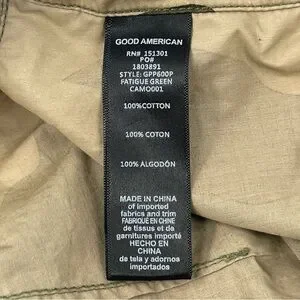 GOOD AMERICAN
RN# 151301
PO#
1803891
STYLE: GPP600P
FATIGUE GREEN
CAMO001
100%COTTON
100% COTON
100% ALGODÓN
MADE IN CHINA
of imported
fabrics and trim
FABRIQUÉ EN CHINE
de tissus et de
garnitures importés
HECHO EN
CHINA
de tela y adornos
importados